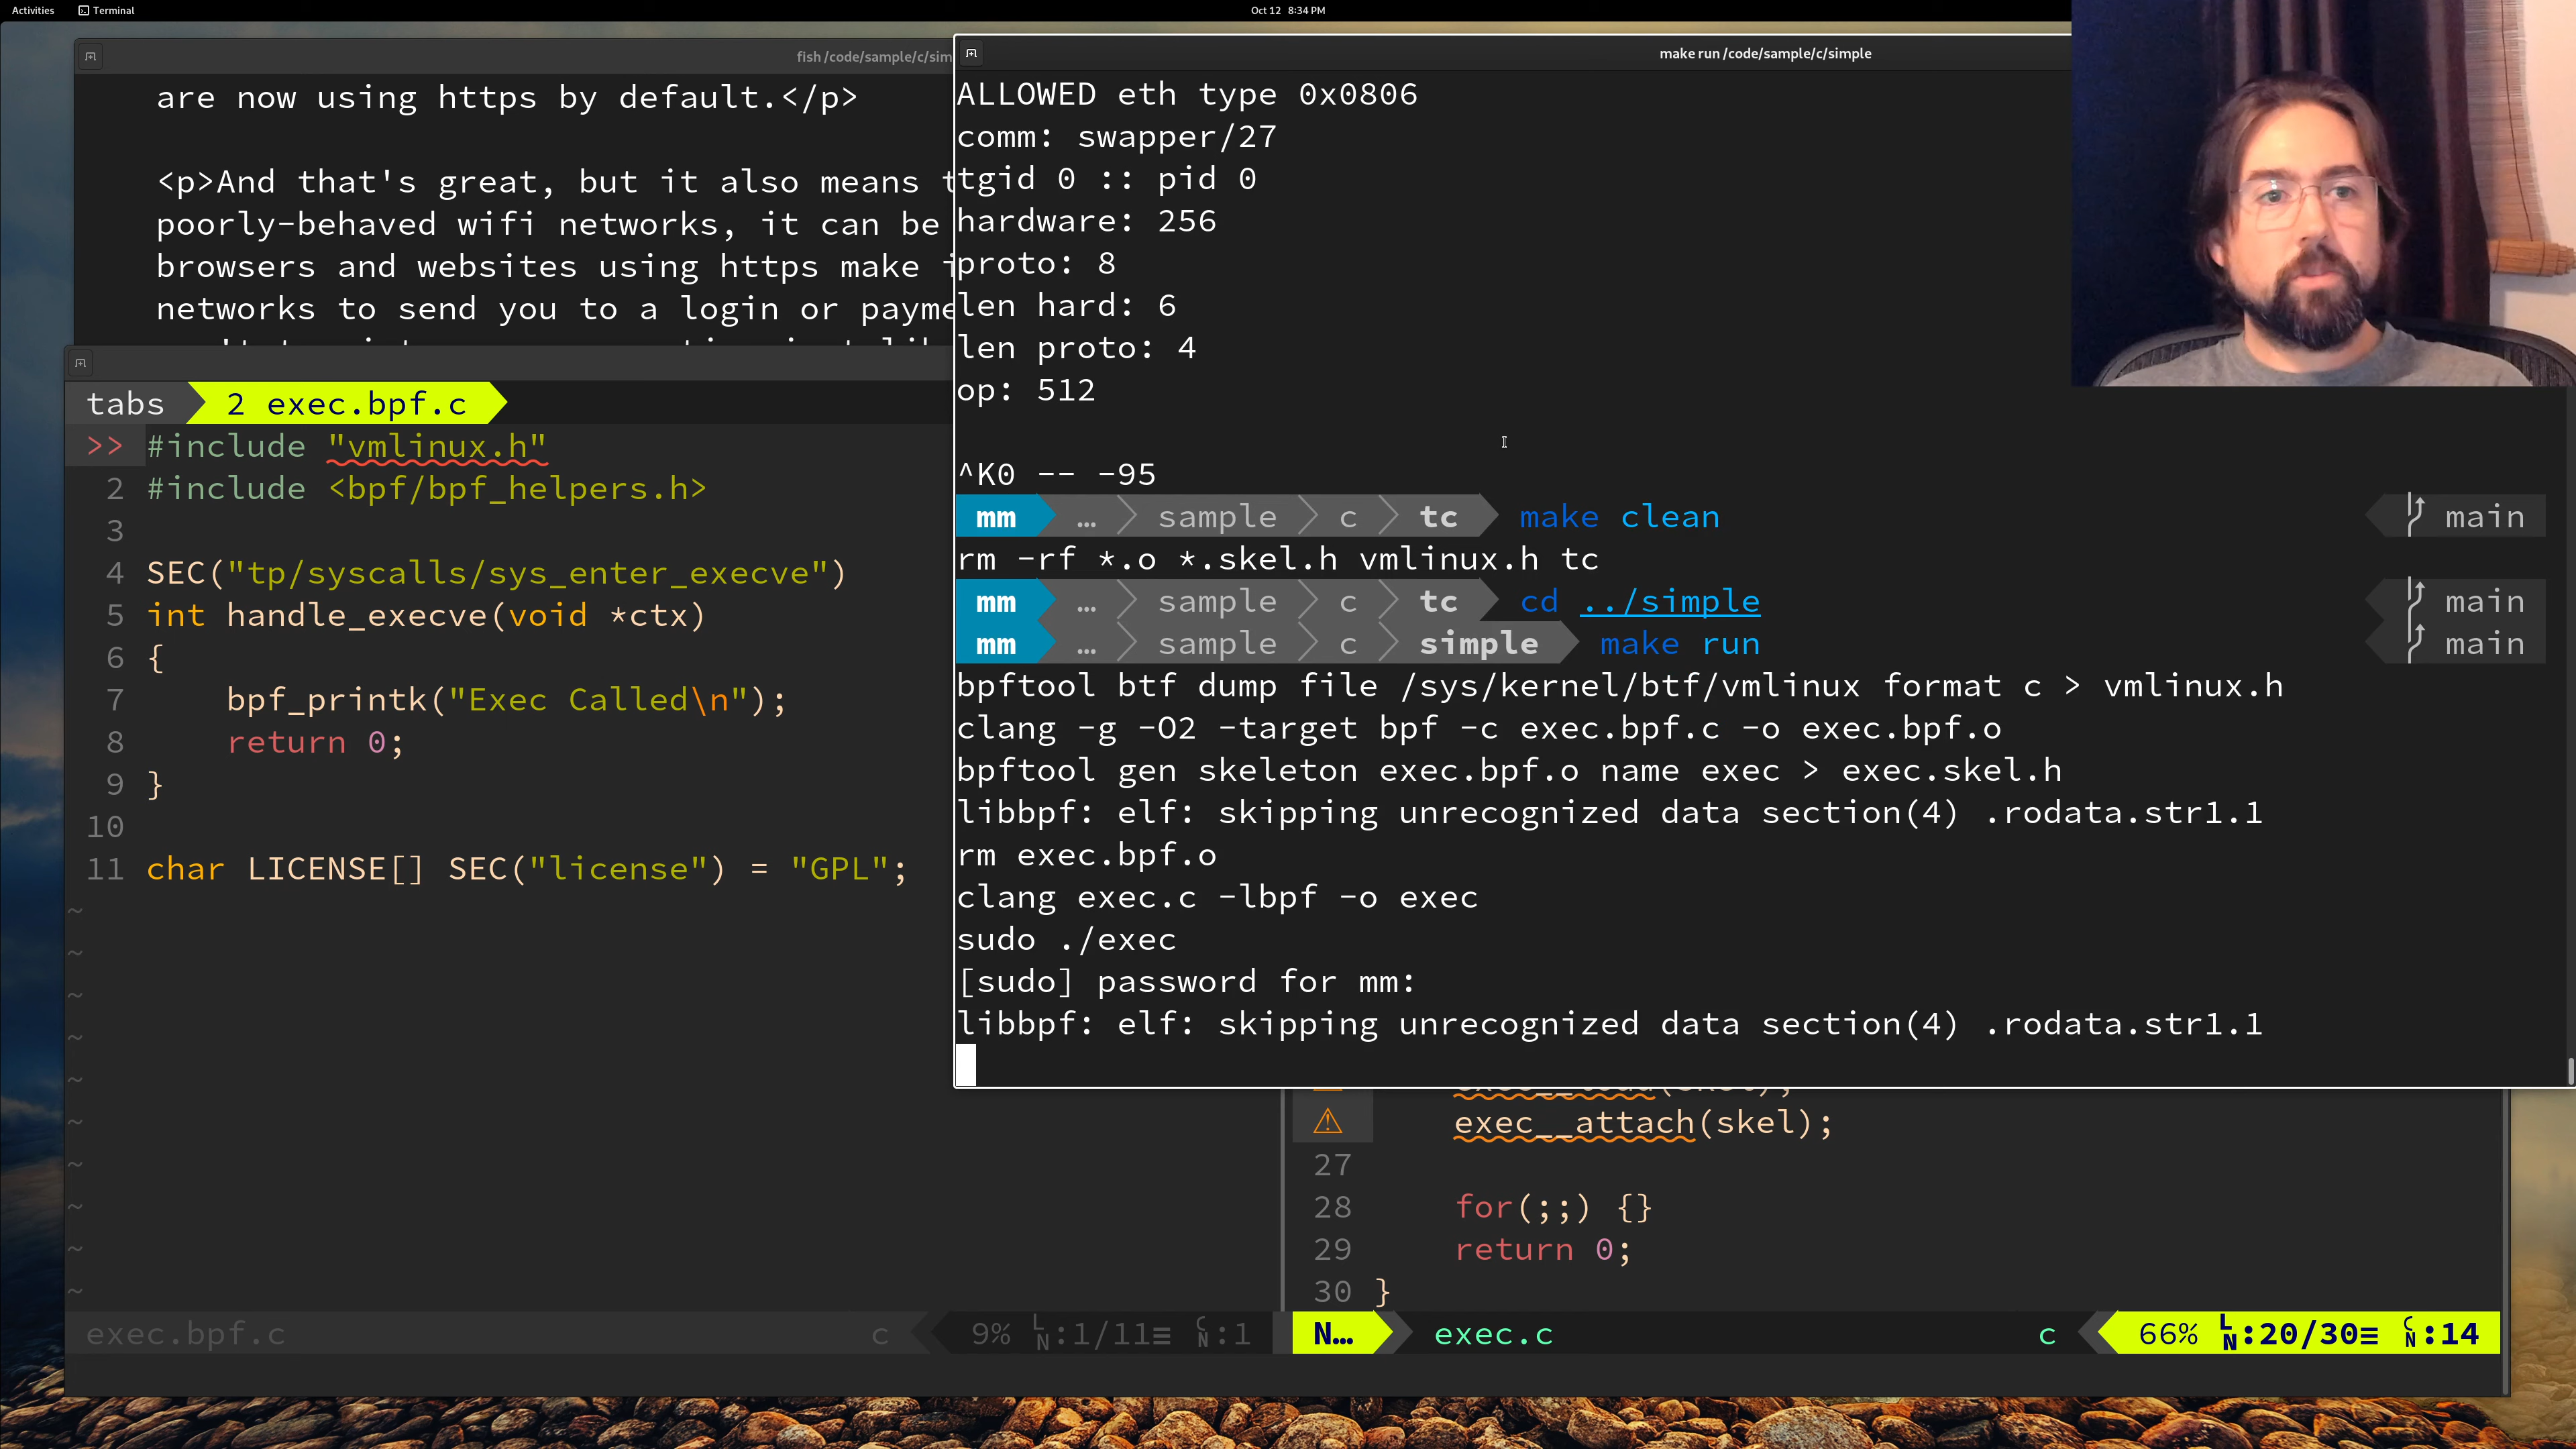 Activities
Terminal
Oct 12 8:34 PM
fish /code/sample/c/sim
are now using https by default.</p>
<p>And that's great, but it also means t
poorly-behaved wifi networks, it can be
browsers and websites using https make i
networks to send you to a login or payme
tabs 2 exec.bpf.c
>> #include "vmlinux.h"
2 #include <bpf/bpf_helpers.h>
3
4 SEC("tp/syscalls/sys_enter_execve")
5 int handle_execve(void *ctx)
6 {
7 bpf_printk("Exec Called\n");
8 return 0;
9 }
10
11 char LICENSE[] SEC("license") = "GPL";
~
~
~
~
~
~
~
~
~
~
exec.bpf.c c 9% LN:1/11≡ CN:1
make run /code/sample/c/simple
ALLOWED eth type 0x0806
comm: swapper/27
tgid 0 :: pid 0
hardware: 256
proto: 8
len hard: 6
len proto: 4
op: 512
^K0 -- -95
mm … sample c tc make clean main
rm -rf *.o *.skel.h vmlinux.h tc
mm … sample c tc cd ../simple main
mm … sample c simple make run main
bpftool btf dump file /sys/kernel/btf/vmlinux format c > vmlinux.h
clang -g -O2 -target bpf -c exec.bpf.c -o exec.bpf.o
bpftool gen skeleton exec.bpf.o name exec > exec.skel.h
libbpf: elf: skipping unrecognized data section(4) .rodata.str1.1
rm exec.bpf.o
clang exec.c -lbpf -o exec
sudo ./exec
[sudo] password for mm:
libbpf: elf: skipping unrecognized data section(4) .rodata.str1.1
exec__attach(skel);
27
28 for(;;) {}
29 return 0;
30 }
N… exec.c c 66% LN:20/30≡ CN:14